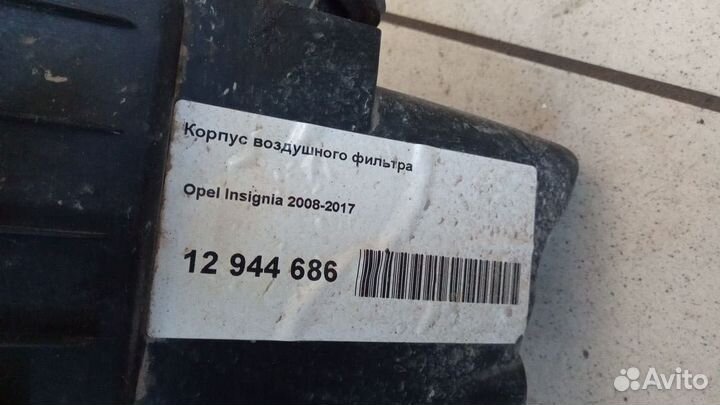 Корпус воздушного фильтра
Opel Insignia 2008-2017
12 944 686
Avito